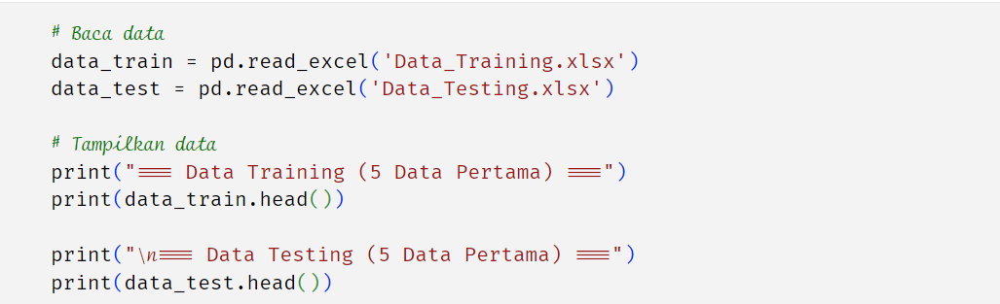 # Baca data
data_train = pd.read_excel('Data_Training.xlsx')
data_test = pd.read_excel('Data_Testing.xlsx')
# Tampilkan data
print("=== Data Training (5 Data Pertama) ===")
print(data_train.head())
print("\n=== Data Testing (5 Data Pertama) ===")
print(data_test.head())